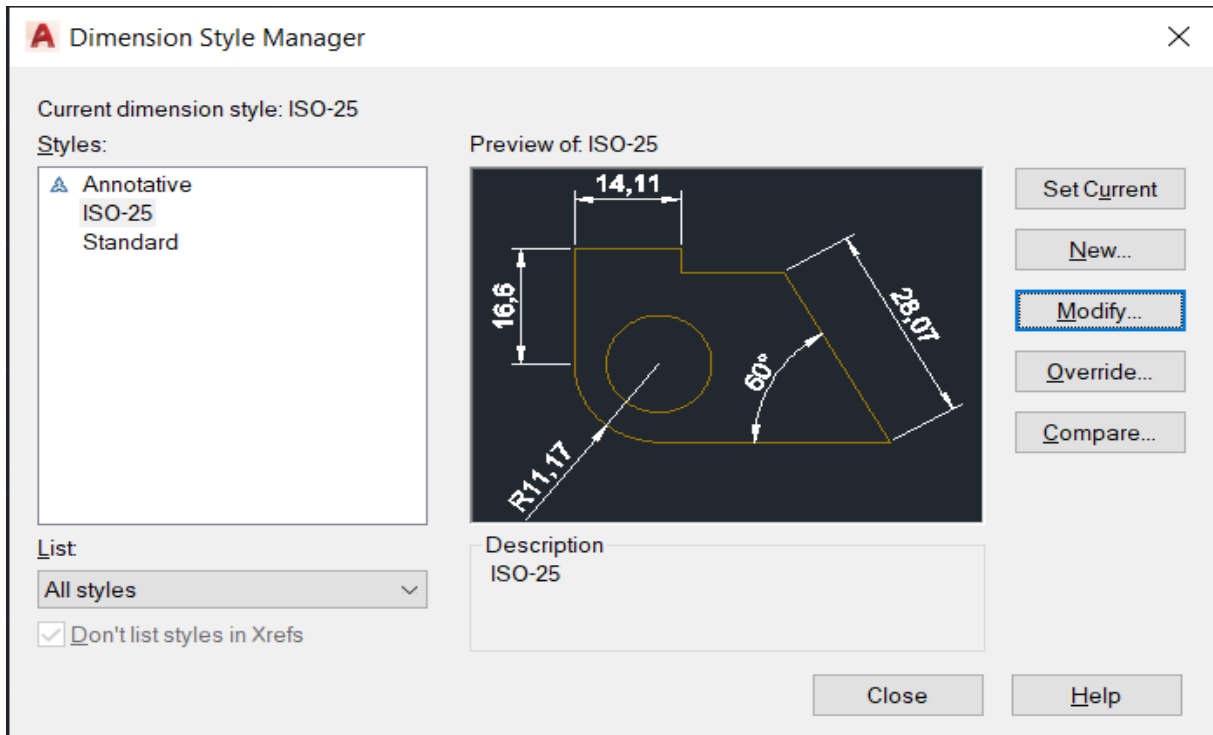 Dimension Style Manager
Current dimension style: ISO-25
Styles:
Annotative
ISO-25
Standard
Preview of: ISO-25
14,11
16,6
28,07
60°
R11,17
Set Current
New...
Modify...
Override...
Compare...
List:
All styles
Don't list styles in Xrefs
Description
ISO-25
Close
Help